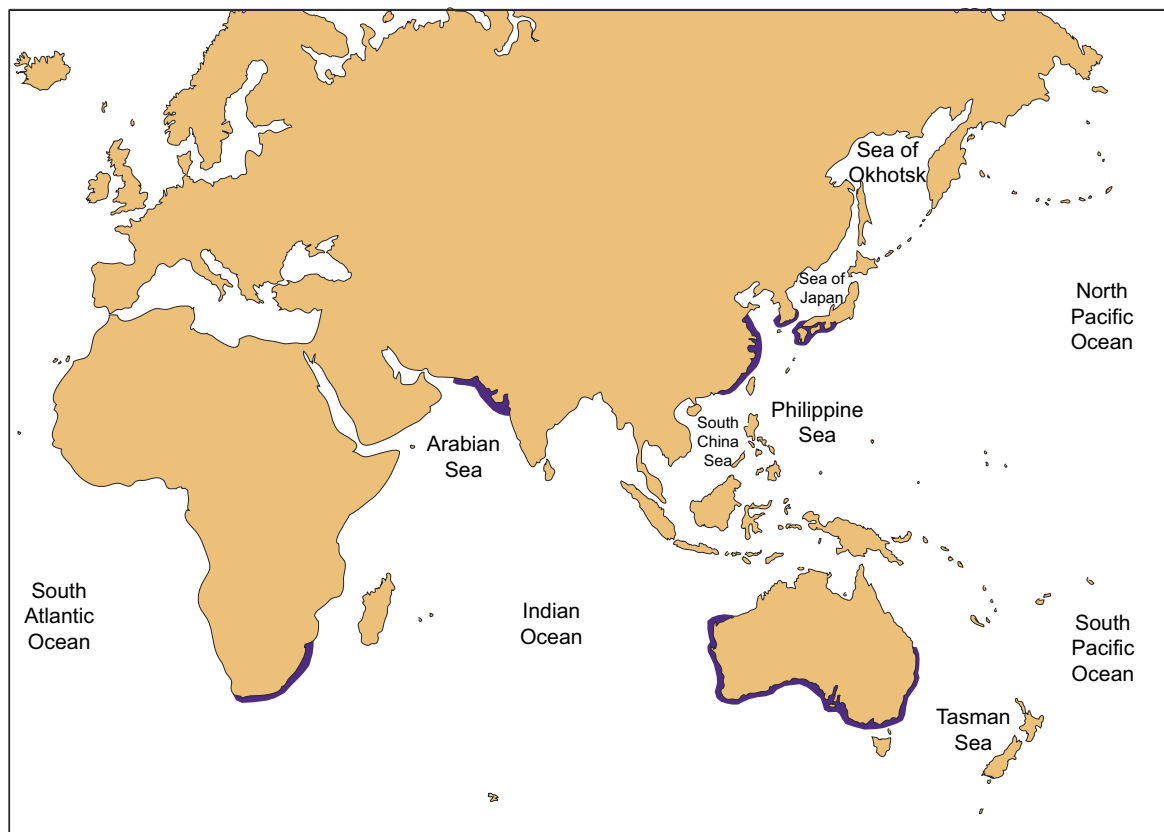 Sea of
Okhotsk
Sea of
Japan
North
Pacific
Ocean
Philippine
Sea
South
China
Sea
Arabian
Sea
South
Atlantic
Ocean
Indian
Ocean
South
Pacific
Ocean
Tasman
Sea